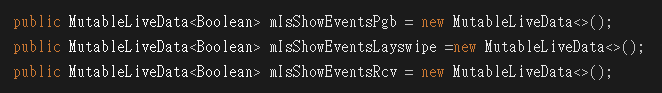 public MutableLiveData<Boolean> mIsShowEventsPgb = new MutableLiveData<>();
public MutableLiveData<Boolean> mIsShowEventsLayswipe =new MutableLiveData<>();
public MutableLiveData<Boolean> mIsShowEventsRcv = new MutableLiveData<>();